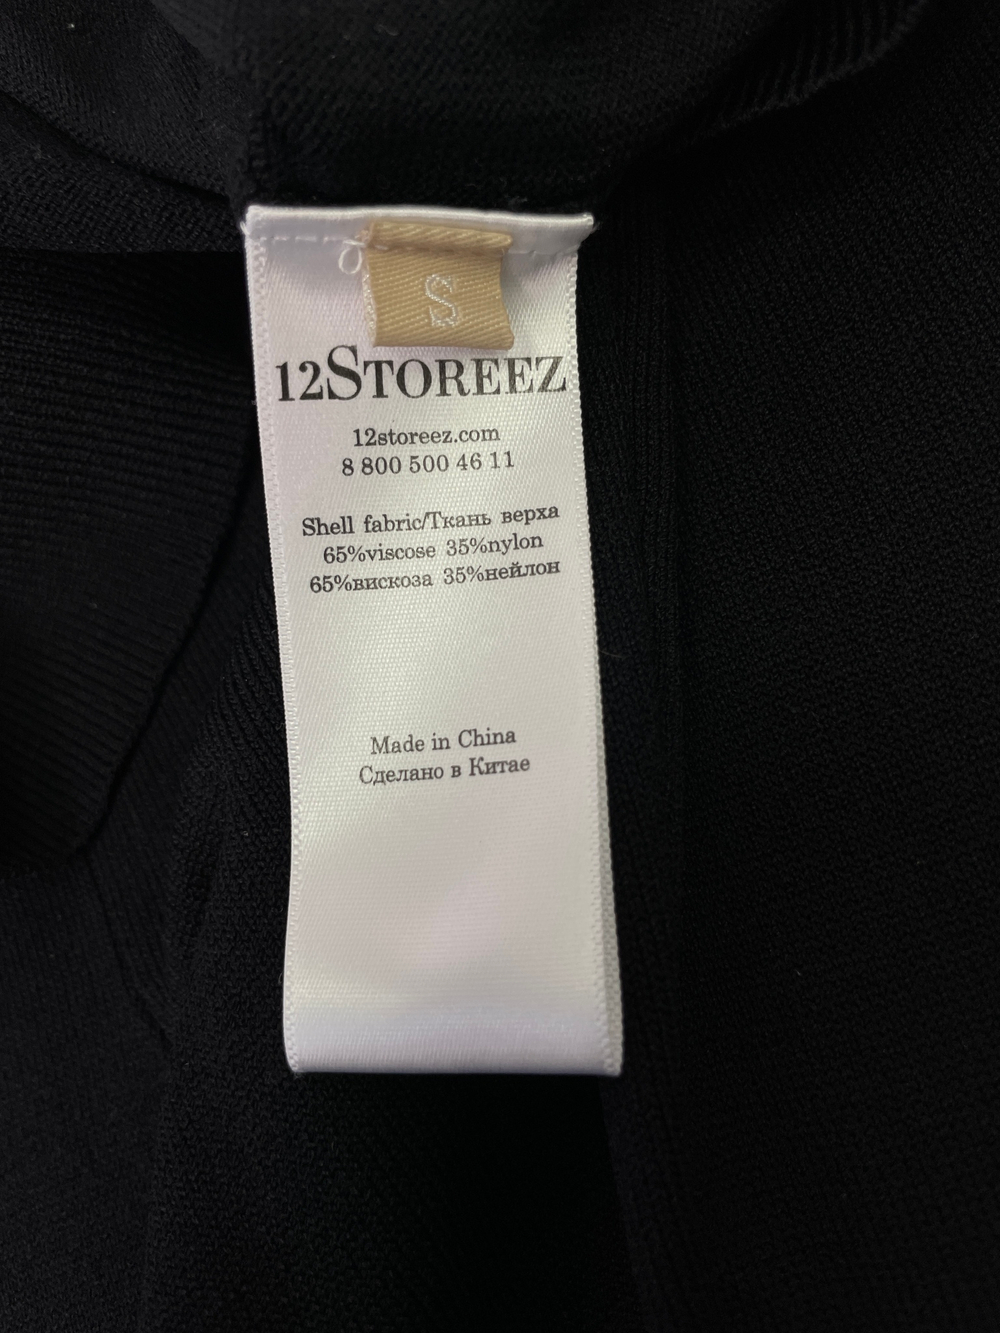 S
12STOREEZ
12storeez.com
8 800 500 46 11
Shell fabric/Ткань верха
65%viscose 35%nylon
65%вискоза 35%нейлон
Made in China
Сделано в Китае